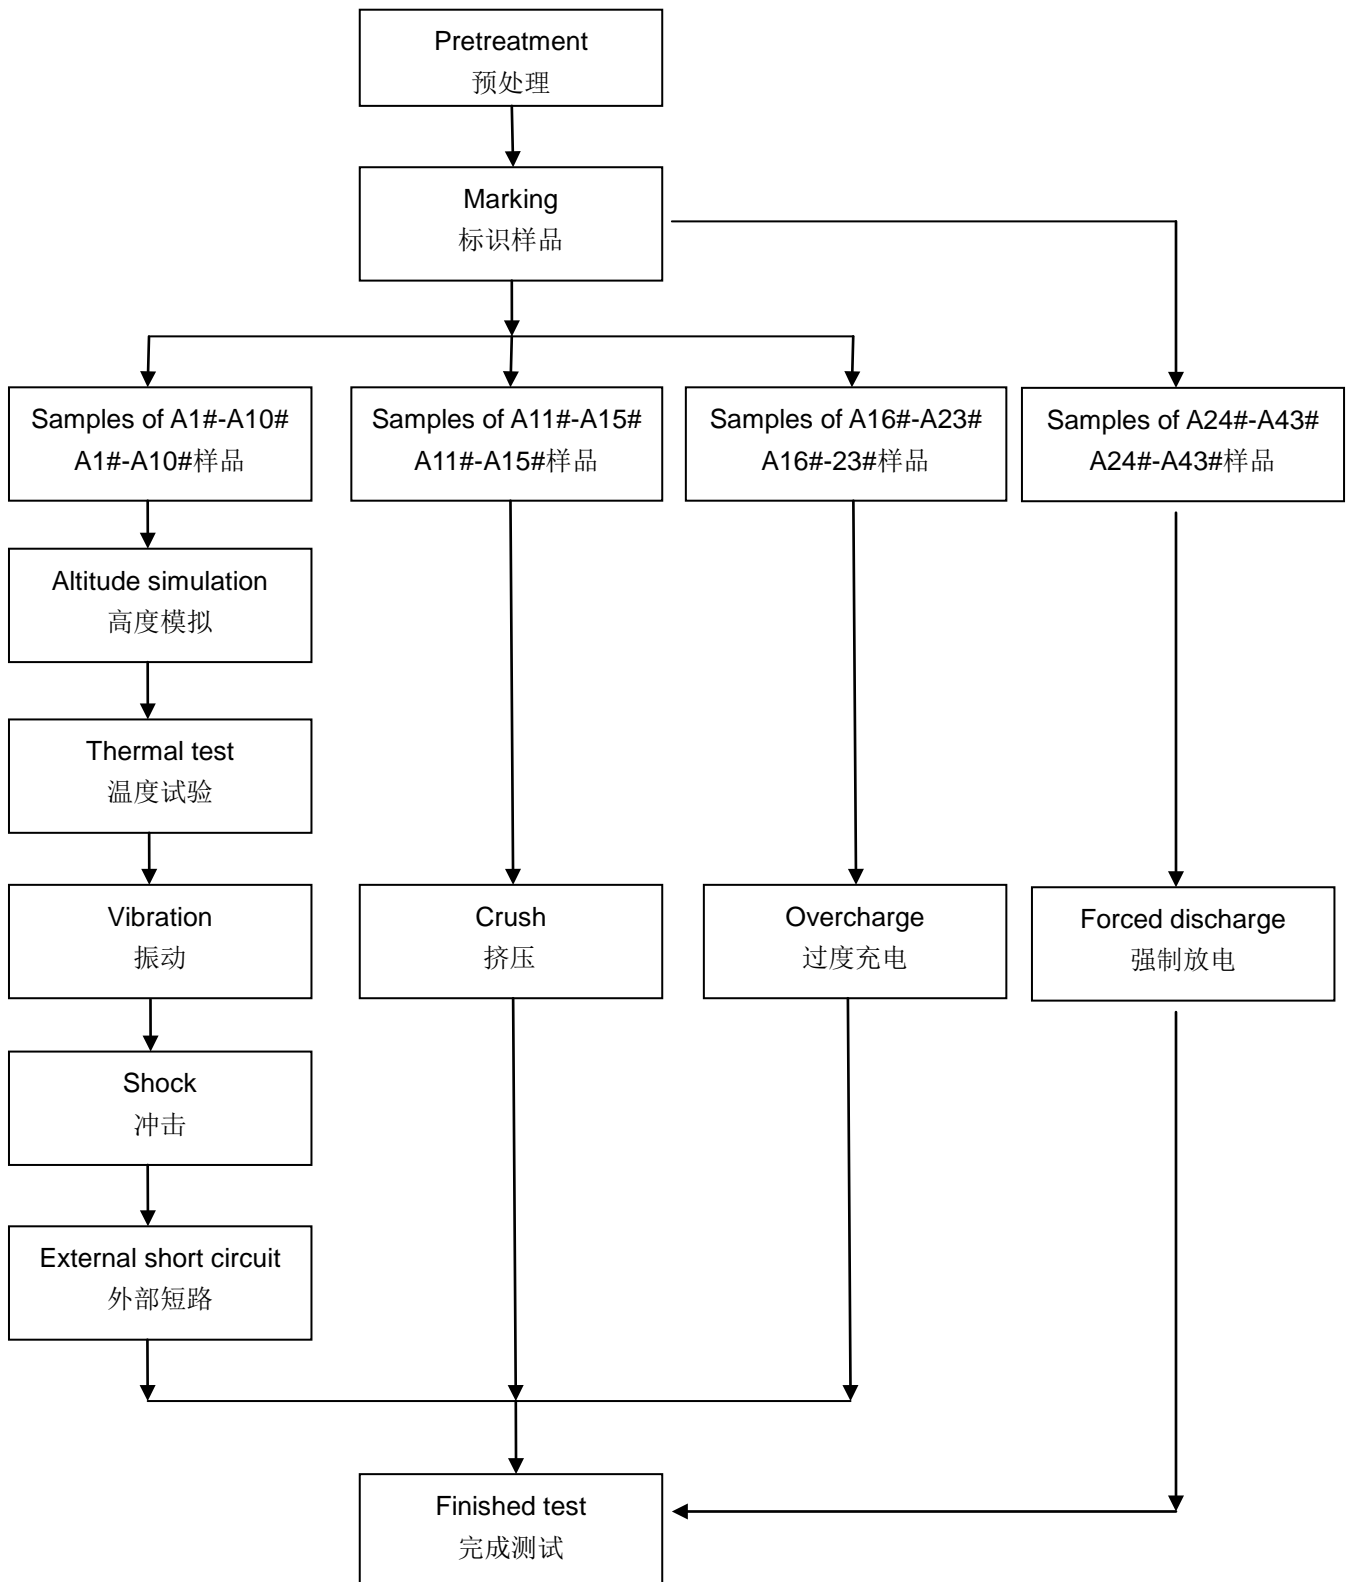 Pretreatment
预处理
Marking
标识样品
Samples of A1#-A10#
A1#-A10#样品
Samples of A11#-A15#
A11#-A15#样品
Samples of A16#-A23#
A16#-23#样品
Samples of A24#-A43#
A24#-A43#样品
Altitude simulation
高度模拟
Thermal test
温度试验
Vibration
振动
Crush
挤压
Overcharge
过度充电
Forced discharge
强制放电
Shock
冲击
External short circuit
外部短路
Finished test
完成测试